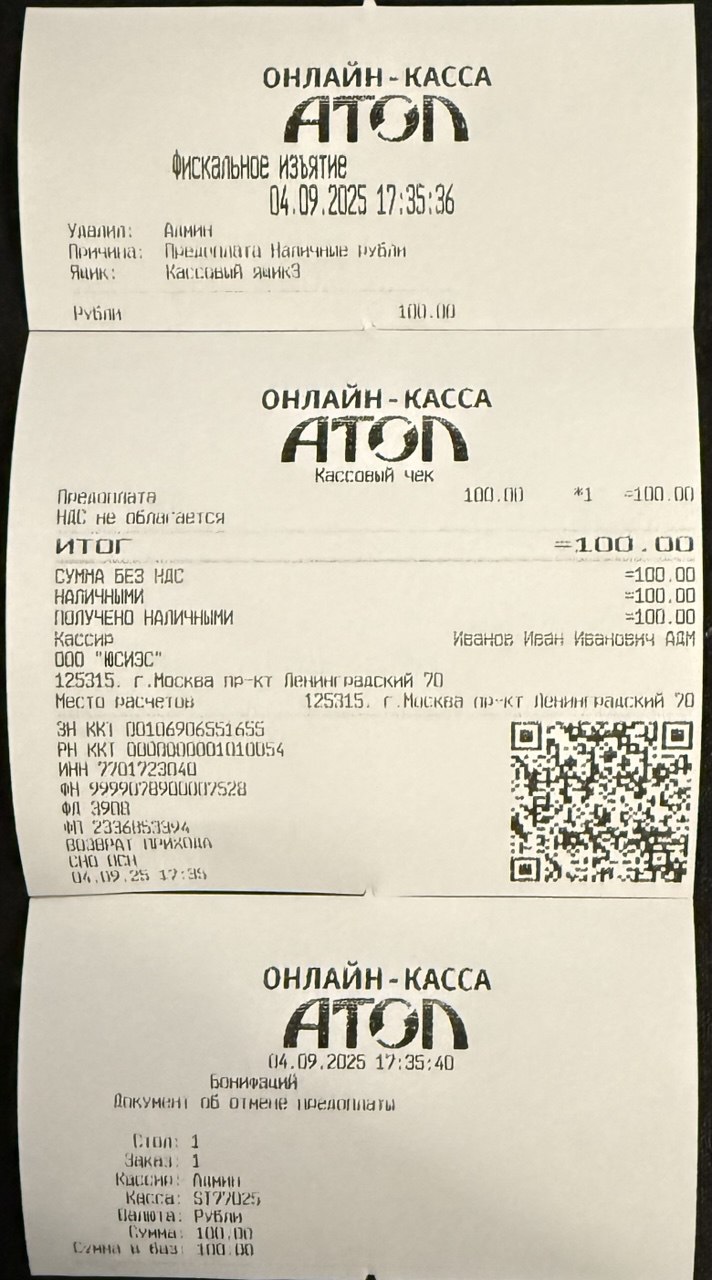 ОНЛАЙН-КАССА
АТОЛ
Фискальное изъятие
04.09.2025 17:35:36
Удалил: Админ
Причина: Предоплата Наличные рубли
Ящик: Кассовый ящик3
Рубли 100.00
ОНЛАЙН-КАССА
АТОЛ
Кассовый чек
Предоплата 100.00 *1 =100.00
НДС не облагается
ИТОГ =100.00
СУММА БЕЗ НДС =100.00
НАЛИЧНЫМИ =100.00
ПОЛУЧЕНО НАЛИЧНЫМИ =100.00
Кассир Иванов Иван Иванович АДМ
ООО "ЮСИЭС"
125315. г.Москва пр-кт Ленинградский 70
Место расчетов 125315. г.Москва пр-кт Ленинградский 70
ЗН ККТ 00106906551655
РН ККТ 0000000001010054
ИНН 7701723040
ФН 9999078900007528
ФД 3908
ФП 2336853394
ВОЗВРАТ ПРИХОДА
СНО ОСН
04.09.25 17:35
ОНЛАЙН-КАССА
АТОЛ
04.09.2025 17:35:40
Бонифаций
Документ об отмене предоплаты
Стол: 1
Заказ: 1
Кассир: Админ
Касса: ST77025
Валюта: Рубли
Сумма: 100.00
Сумма в баз: 100.00